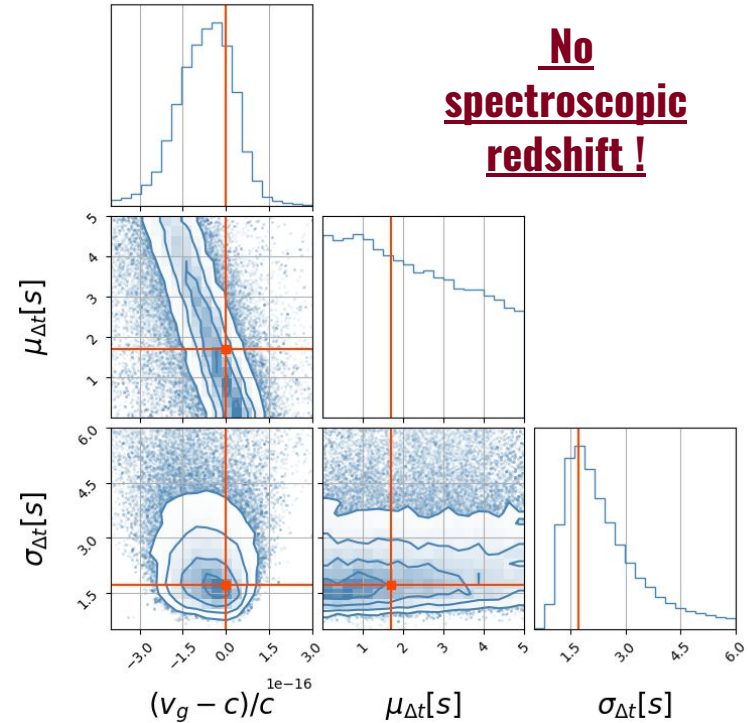 No
spectroscopic
redshift !
μΔt[s]
5
4
3
2
1
σΔt[s]
6.0
4.5
3.0
1.5
-3.0 -1.5 0.0 1.5 3.0
1e-16
(vg − c)/c
1 2 3 4 5
μΔt[s]
1.5 3.0 4.5 6.0
σΔt[s]